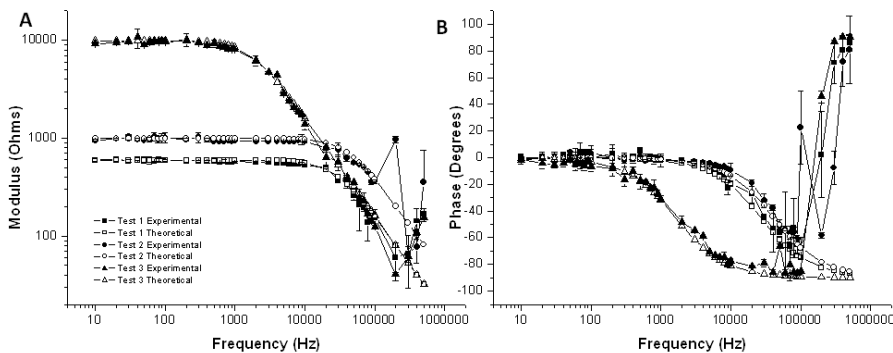 A
Modulus (Ohms)
10000
1000
100
Test 1 Experimental
Test 1 Theoretical
Test 2 Experimental
Test 2 Theoretical
Test 3 Experimental
Test 3 Theoretical
10 100 1000 10000 100000 1000000
Frequency (Hz)
B
Phase (Degrees)
100
80
60
40
20
0
-20
-40
-60
-80
-100
10 100 1000 10000 100000 1000000
Frequency (Hz)